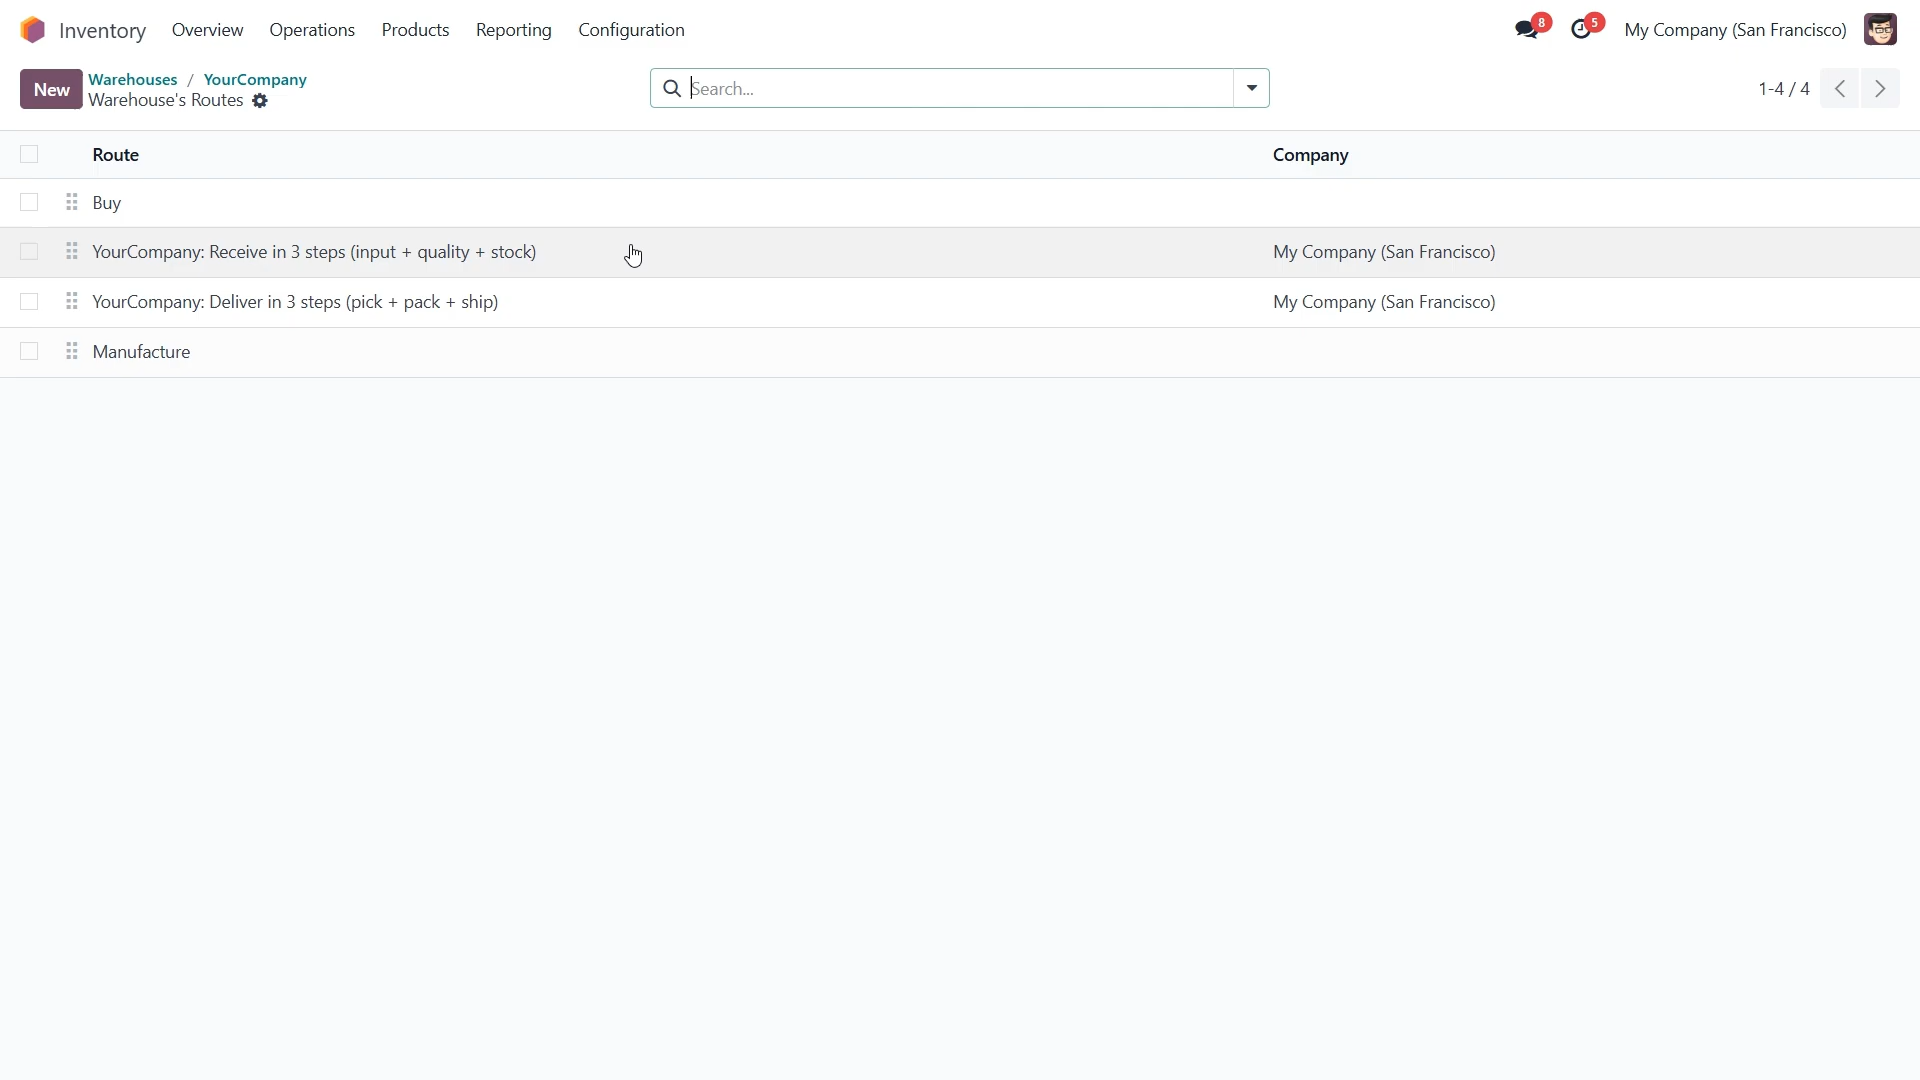 Inventory Overview Operations Products Reporting Configuration 8 5 My Company (San Francisco)
New Warehouses / YourCompany
Warehouse's Routes
Search...
1-4 / 4
Route Company
Buy
YourCompany: Receive in 3 steps (input + quality + stock) My Company (San Francisco)
YourCompany: Deliver in 3 steps (pick + pack + ship) My Company (San Francisco)
Manufacture